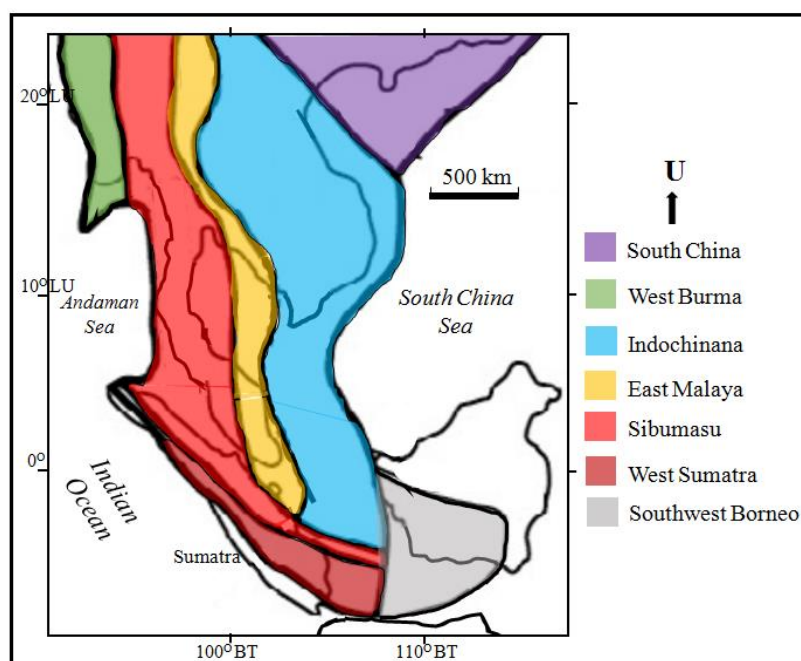 20°LU
10°LU
0°
Andaman
Sea
South China
Sea
Indian
Ocean
Sumatra
500 km
100°BT
110°BT
U
South China
West Burma
Indochinana
East Malaya
Sibumasu
West Sumatra
Southwest Borneo